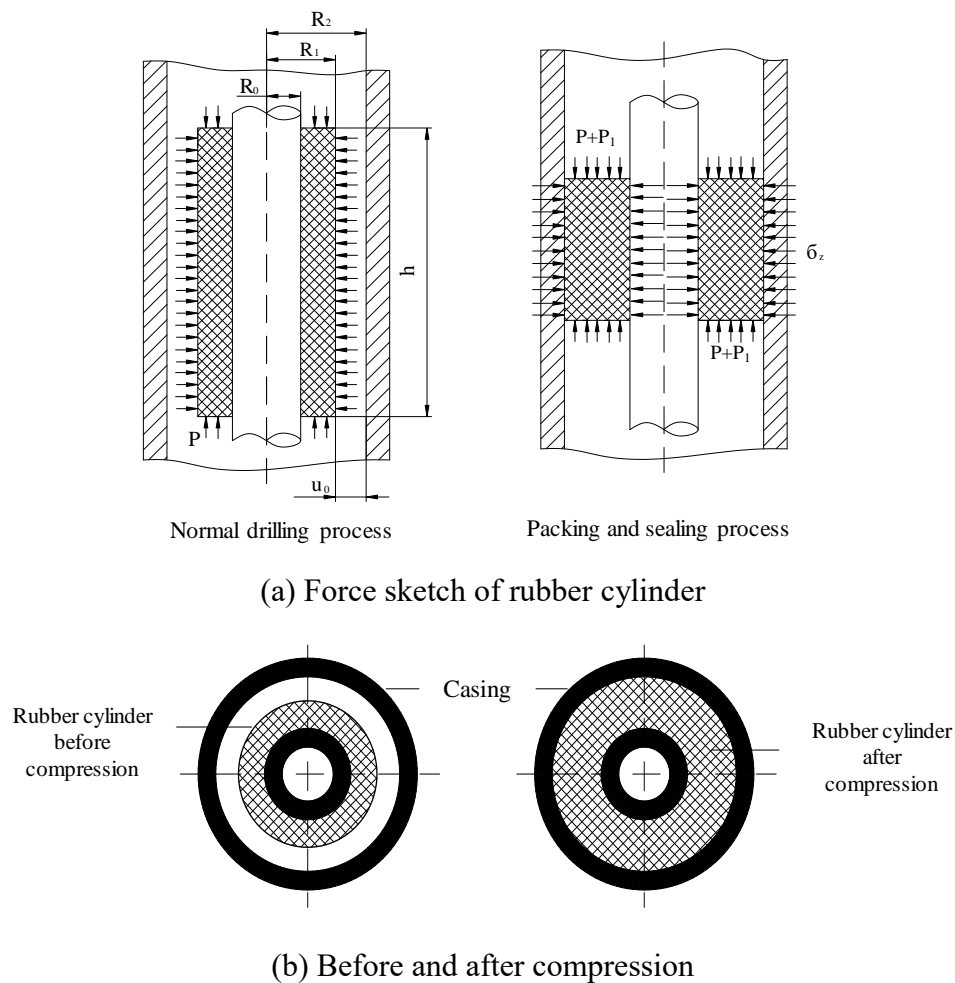 R₂
R₁
R₀
h
P
u₀
Normal drilling process
P+P₁
бz
P+P₁
Packing and sealing process
(a) Force sketch of rubber cylinder
Casing
Rubber cylinder
before
compression
Rubber cylinder
after
compression
(b) Before and after compression